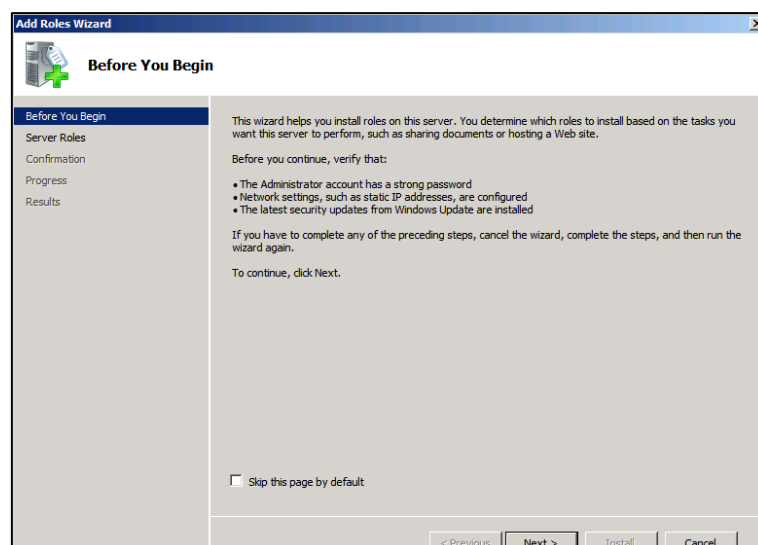 Add Roles Wizard
Before You Begin
Before You Begin
Server Roles
Confirmation
Progress
Results
This wizard helps you install roles on this server. You determine which roles to install based on the tasks you
want this server to perform, such as sharing documents or hosting a Web site.
Before you continue, verify that:
• The Administrator account has a strong password
• Network settings, such as static IP addresses, are configured
• The latest security updates from Windows Update are installed
If you have to complete any of the preceding steps, cancel the wizard, complete the steps, and then run the
wizard again.
To continue, click Next.
Skip this page by default
< Previous Next > Install Cancel